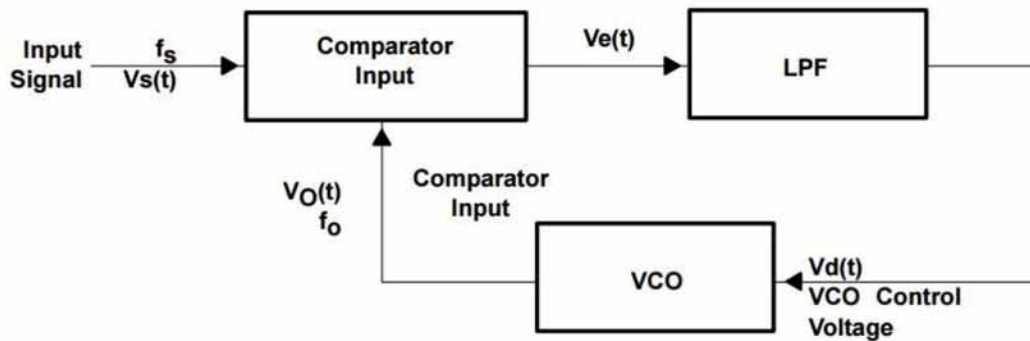 Input
Signal
fs
Vs(t)
Comparator
Input
Ve(t)
LPF
VO(t)
fo
Comparator
Input
VCO
Vd(t)
VCO Control
Voltage